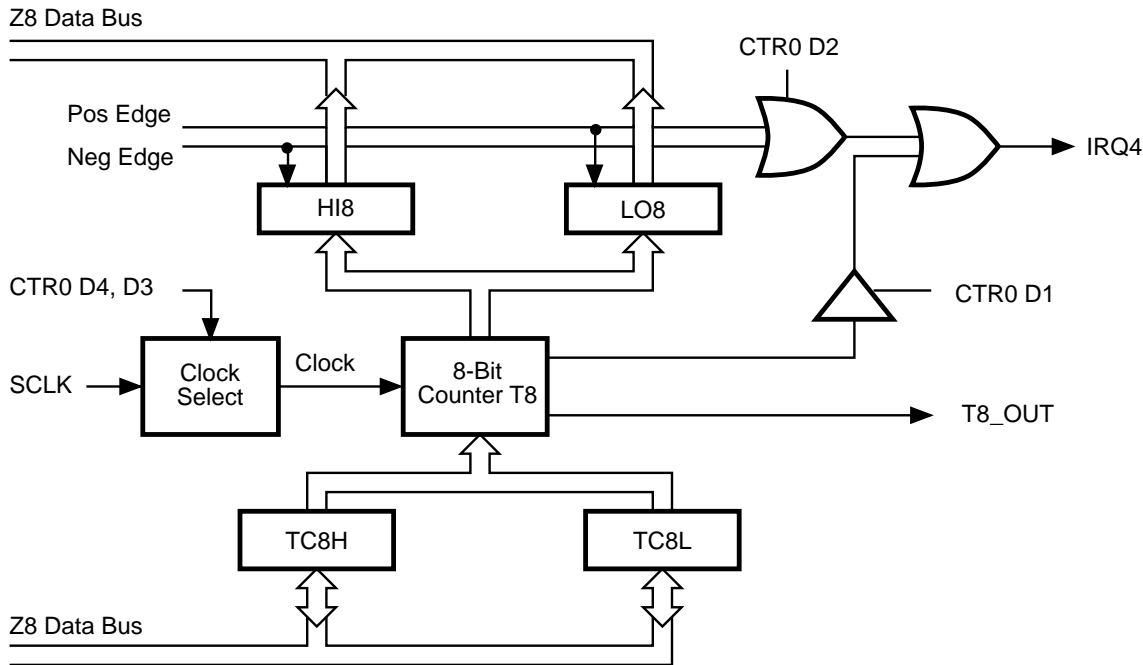 Z8 Data Bus
CTR0 D2
Pos Edge
Neg Edge
IRQ4
HI8
LO8
CTR0 D4, D3
CTR0 D1
SCLK
Clock
Select
Clock
8-Bit
Counter T8
T8_OUT
TC8H
TC8L
Z8 Data Bus